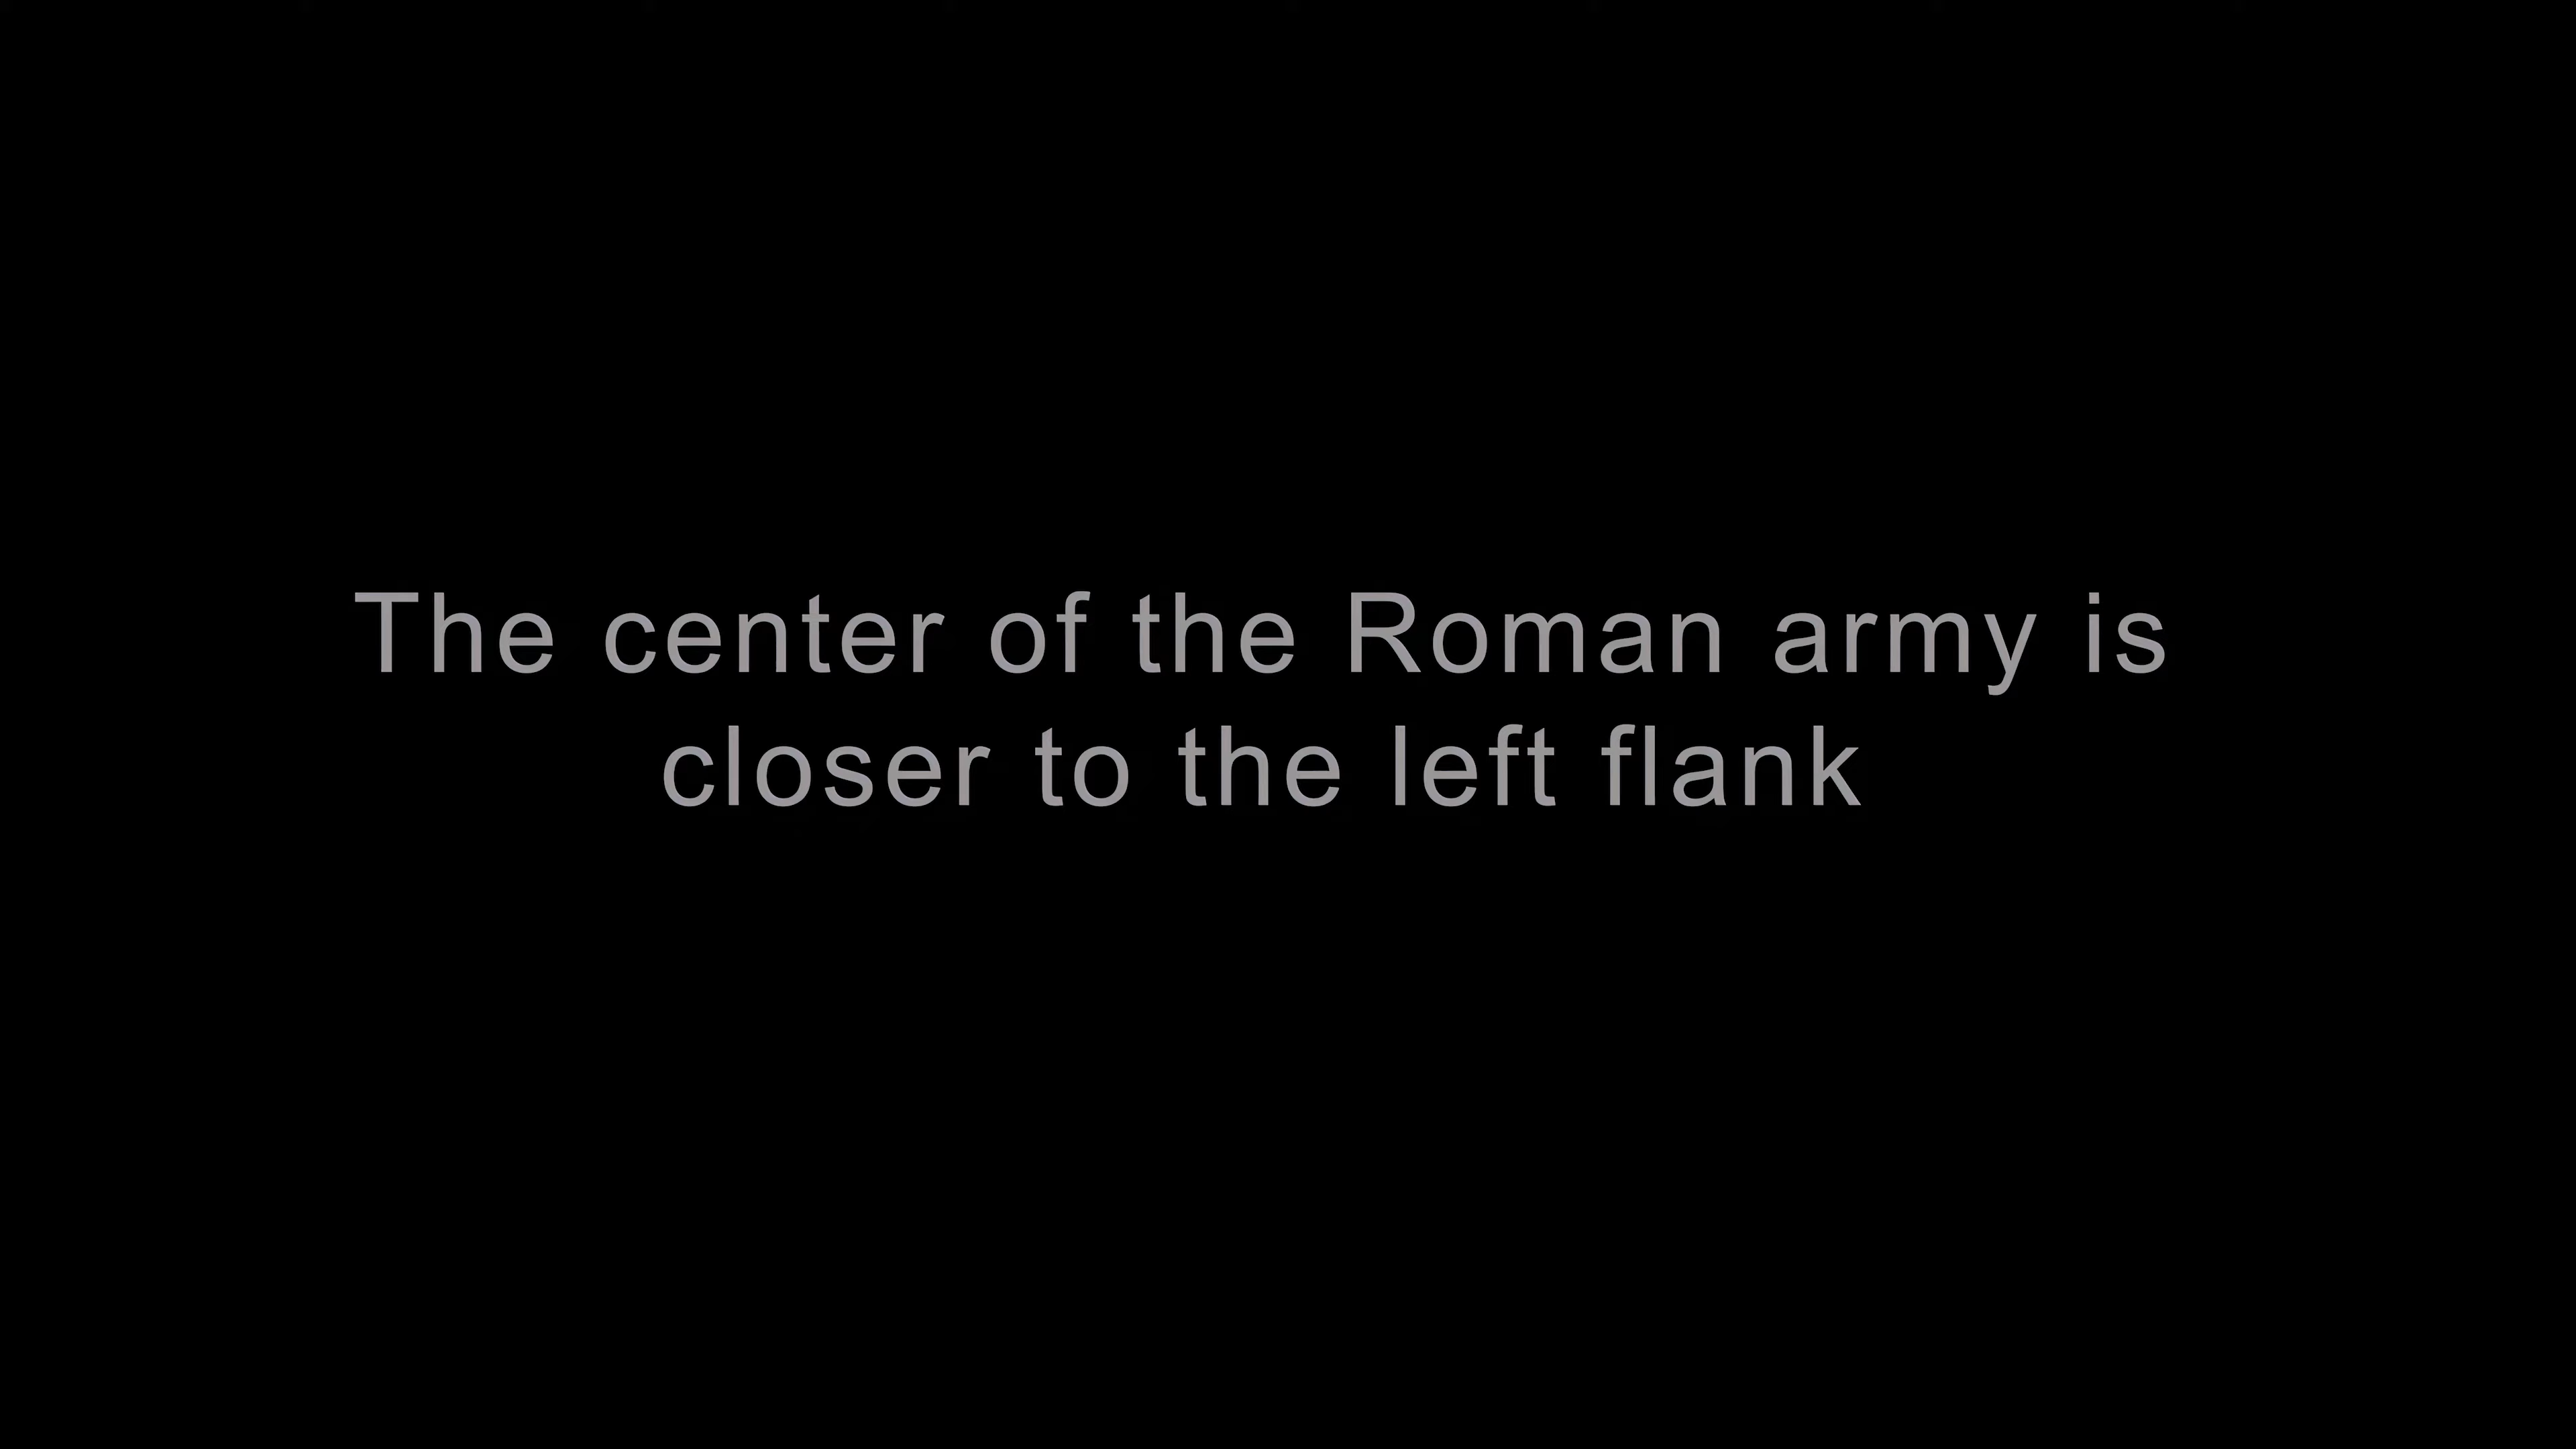 The center of the Roman army is
closer to the left flank